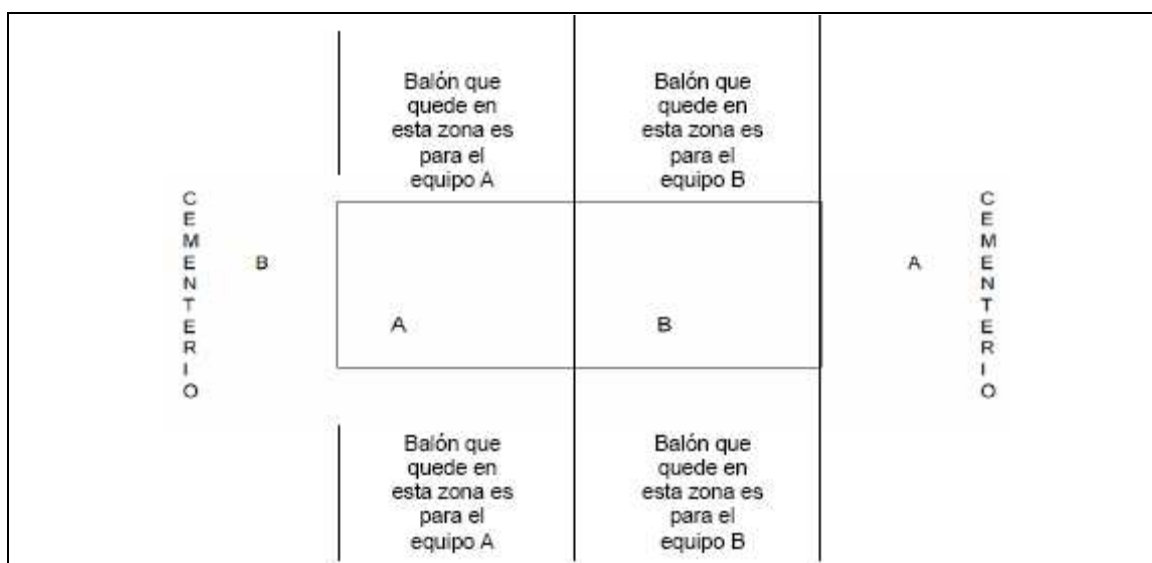 Balón que
quede en
esta zona es
para el
equipo A
Balón que
quede en
esta zona es
para el
equipo B
C
E
M
E
N
T
E
R
I
O
B
A
B
A
C
E
M
E
N
T
E
R
I
O
Balón que
quede en
esta zona es
para el
equipo A
Balón que
quede en
esta zona es
para el
equipo B